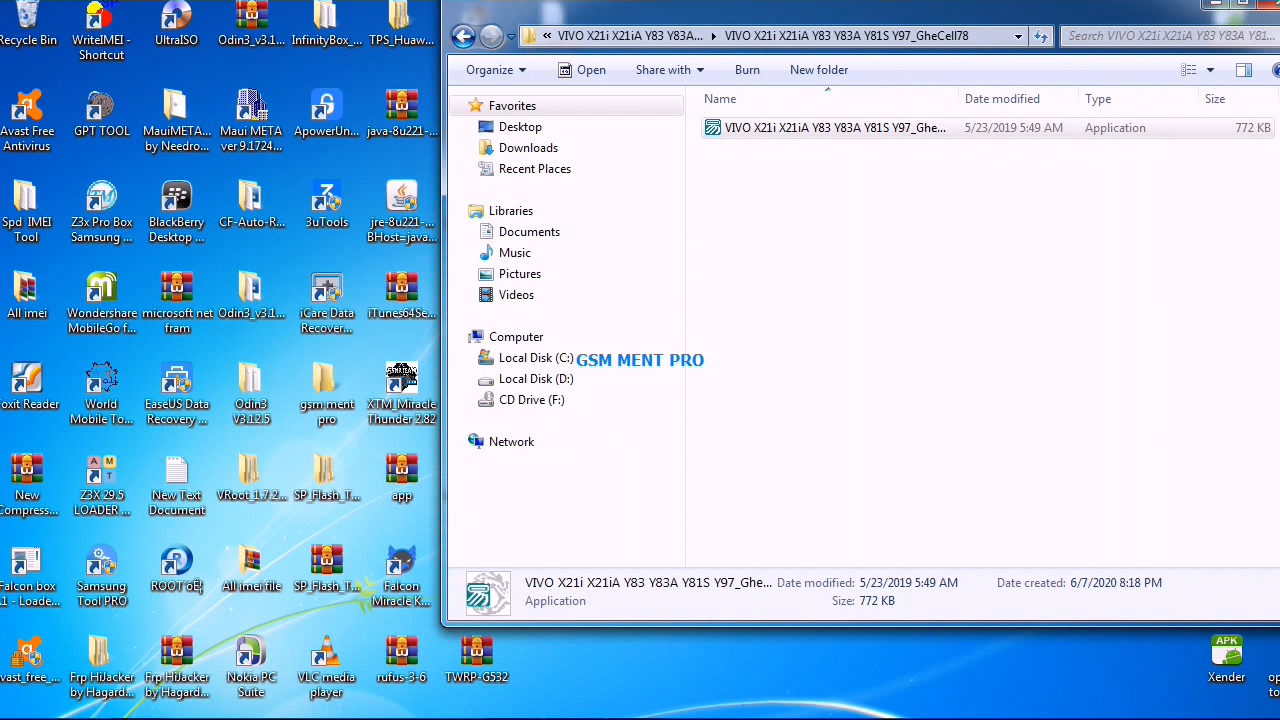 Recycle Bin
WriteIMEI -
Shortcut
UltraISO
Odin3_v3.1...
InfinityBox_...
TPS_Huaw...
Avast Free
Antivirus
GPT TOOL
MauiMETA...
by Needro...
Maui META
ver 9.1724...
ApowerUn...
java-8u221-...
Spd IMEI
Tool
Z3x Pro Box
Samsung ...
BlackBerry
Desktop ...
CF-Auto-R...
3uTools
jre-8u221-...
BHost=java...
All imei
Wondershare
MobileGo f...
microsoft net
fram
Odin3_v3.1...
iCare Data
Recover...
iTunes64Se...
oxit Reader
World
Mobile To...
EaseUS Data
Recovery ...
Odin3
V3.12.5
gsm ment
pro
XTM_Miracle
Thunder 2.82
New
Compress...
Z3X 29.5
LOADER ...
New Text
Document
VRoot_1.7.2...
SP_Flash_T...
app
Falcon box
.1 - Loade...
Samsung
Tool PRO
All imei file
SP_Flash_T...
Falcon
Miracle K...
vast_free_...
Frp HiJacker
by Hagard...
Frp HiJacker
by Hagard...
Nokia PC
Suite
VLC media
player
rufus-3-6
TWRP-G532
« VIVO X21i X21iA Y83 Y83A... VIVO X21i X21iA Y83 Y83A Y81S Y97_GheCell78
Search VIVO X21i X21iA Y83 Y83A Y81...
Organize Open Share with Burn New folder
Name Date modified Type Size
VIVO X21i X21iA Y83 Y83A Y81S Y97_Ghe... 5/23/2019 5:49 AM Application 772 KB
Favorites
Desktop
Downloads
Recent Places
Libraries
Documents
Music
Pictures
Videos
Computer
Local Disk (C:)
GSM MENT PRO
Local Disk (D:)
CD Drive (F:)
Network
VIVO X21i X21iA Y83 Y83A Y81S Y97_Ghe... Date modified: 5/23/2019 5:49 AM Date created: 6/7/2020 8:18 PM
Application Size: 772 KB
APK
Xender